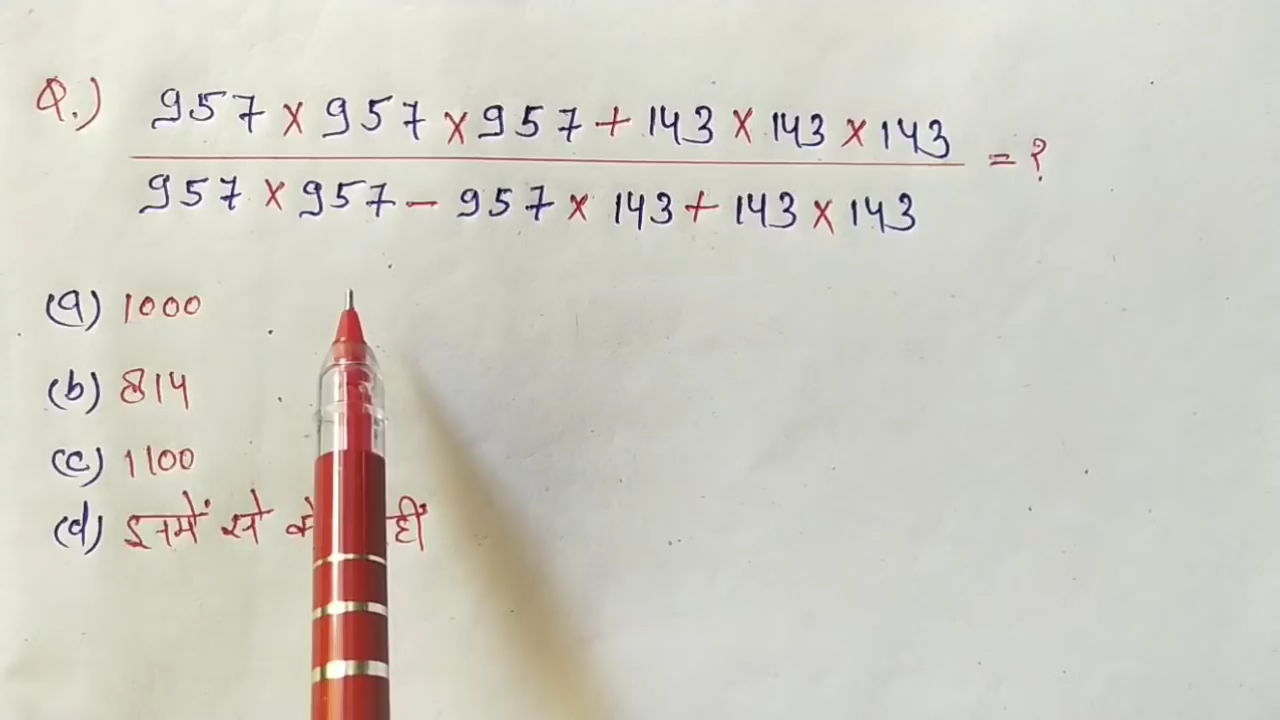 Q.) 957 × 957 × 957 + 143 × 143 × 143
957 × 957 - 957 × 143 + 143 × 143
= ?
(a) 1000
(b) 814
(c) 1100
(d) इनमें से